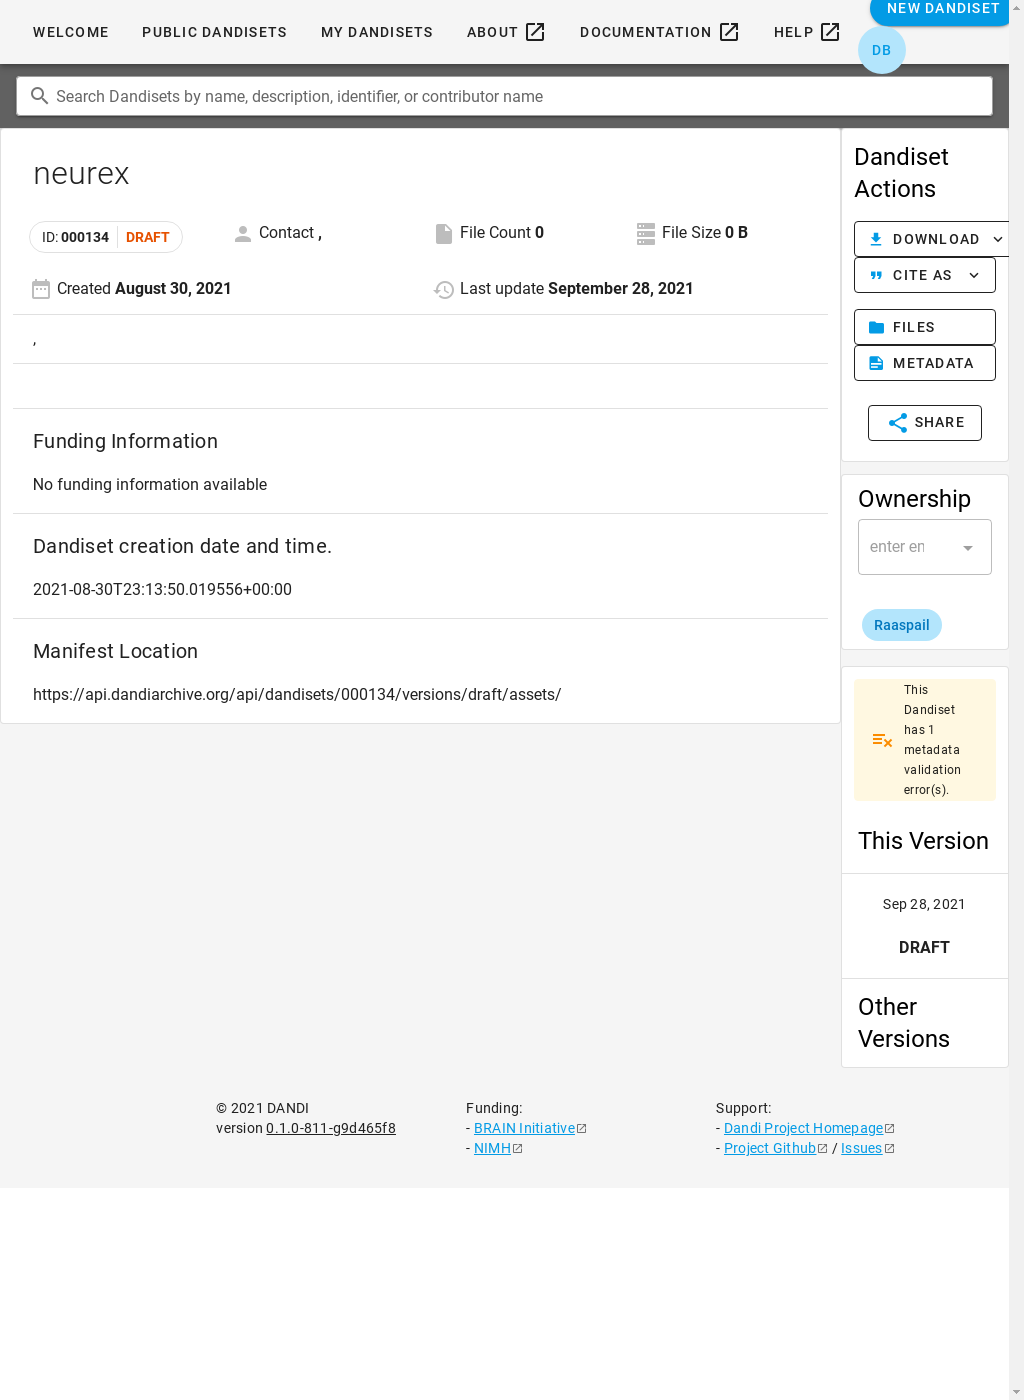 NEW DANDISET
WELCOME PUBLIC DANDISETS MY DANDISETS ABOUT DOCUMENTATION HELP
DB
Search Dandisets by name, description, identifier, or contributor name
neurex
ID: 000134 DRAFT
Contact ,
File Count 0
File Size 0 B
Created August 30, 2021
Last update September 28, 2021
,
Funding Information
No funding information available
Dandiset creation date and time.
2021-08-30T23:13:50.019556+00:00
Manifest Location
https://api.dandiarchive.org/api/dandisets/000134/versions/draft/assets/
Dandiset
Actions
DOWNLOAD
CITE AS
FILES
METADATA
SHARE
Ownership
enter en
Raaspail
This
Dandiset
has 1
metadata
validation
error(s).
This Version
Sep 28, 2021
DRAFT
Other
Versions
© 2021 DANDI
version 0.1.0-811-g9d465f8
Funding:
- BRAIN Initiative
- NIMH
Support:
- Dandi Project Homepage
- Project Github / Issues